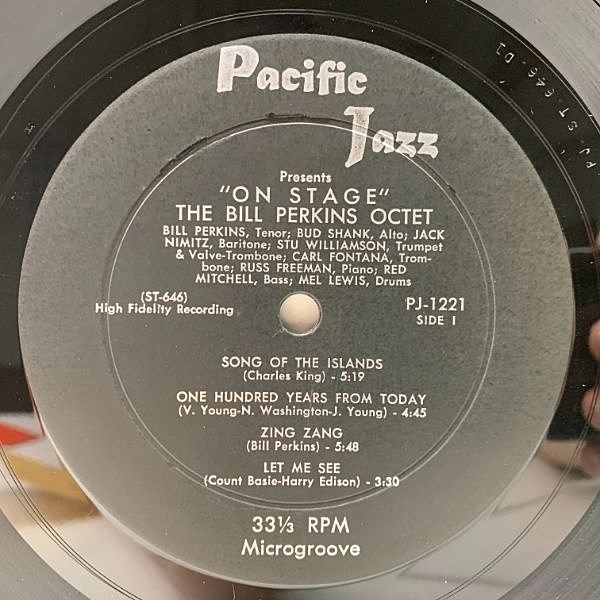 Pacific
Jazz
Presents
"ON STAGE"
THE BILL PERKINS OCTET
BILL PERKINS, Tenor; BUD SHANK, Alto; JACK
NIMITZ, Baritone; STU WILLIAMSON, Trumpet
& Valve-Trombone; CARL FONTANA, Trom-
bone; RUSS FREEMAN, Piano; RED
MITCHELL, Bass; MEL LEWIS, Drums
(ST-646)
High Fidelity Recording
PJ-1221
SIDE I
SONG OF THE ISLANDS
(Charles King) - 5:19
ONE HUNDRED YEARS FROM TODAY
(V. Young-N. Washington-J. Young) - 4:45
ZING ZANG
(Bill Perkins) - 5:48
LET ME SEE
(Count Basie-Harry Edison) - 3:30
33⅓ RPM
Microgroove
PJ ST 646 D1